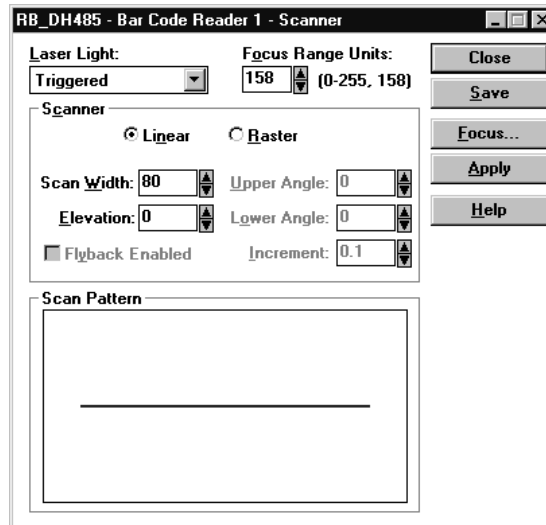 RB_DH485 - Bar Code Reader 1 - Scanner
Laser Light:
Triggered
Focus Range Units:
158 (0-255, 158)
Close
Save
Focus...
Apply
Help
Scanner
Linear Raster
Scan Width: 80 Upper Angle: 0
Elevation: 0 Lower Angle: 0
Flyback Enabled Increment: 0.1
Scan Pattern